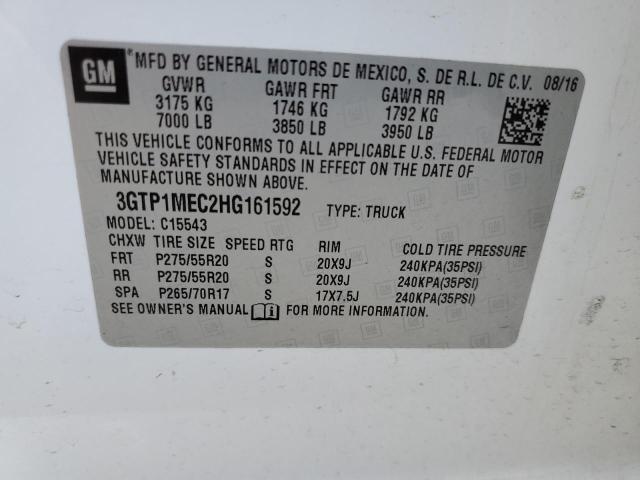 GM MFD BY GENERAL MOTORS DE MEXICO, S. DE R.L. DE C.V. 08/16
GVWR GAWR FRT GAWR RR
3175 KG 1746 KG 1792 KG
7000 LB 3850 LB 3950 LB
THIS VEHICLE CONFORMS TO ALL APPLICABLE U.S. FEDERAL MOTOR
VEHICLE SAFETY STANDARDS IN EFFECT ON THE DATE OF
MANUFACTURE SHOWN ABOVE.
3GTP1MEC2HG161592 TYPE: TRUCK
MODEL: C15543
CHXW TIRE SIZE SPEED RTG RIM COLD TIRE PRESSURE
FRT P275/55R20 S 20X9J 240KPA(35PSI)
RR P275/55R20 S 20X9J 240KPA(35PSI)
SPA P265/70R17 S 17X7.5J 240KPA(35PSI)
SEE OWNER'S MANUAL FOR MORE INFORMATION.